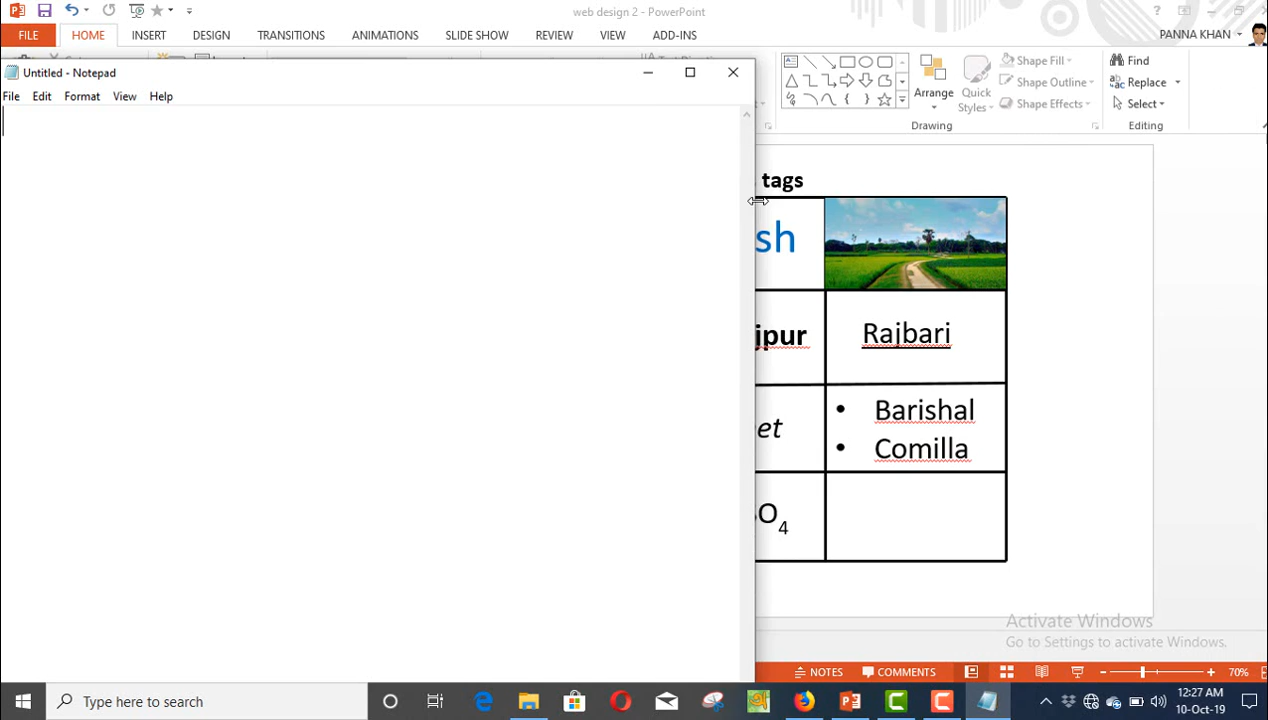 web design 2 - PowerPoint
FILE HOME INSERT DESIGN TRANSITIONS ANIMATIONS SLIDE SHOW REVIEW VIEW ADD-INS PANNA KHAN
Untitled - Notepad
File Edit Format View Help
Shape Fill
Shape Outline
Shape Effects
Arrange
Quick
Styles
Find
Replace
Select
Drawing
Editing
tags
sh
jpur
Rajbari
et
Barishal
Comilla
O4
Activate Windows
Go to Settings to activate Windows.
NOTES COMMENTS 70%
Type here to search
12:27 AM
10-Oct-19